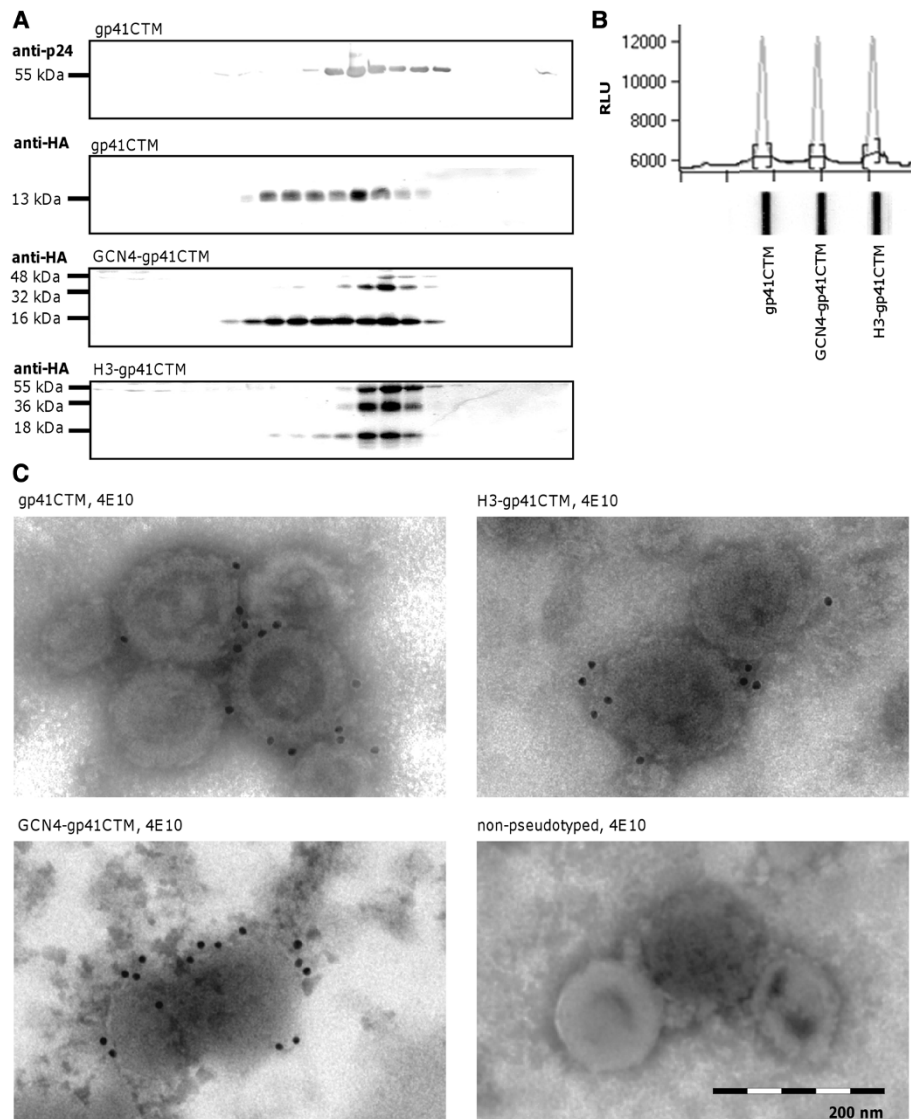 A
gp41CTM
anti-p24
55 kDa
anti-HA
gp41CTM
13 kDa
anti-HA
GCN4-gp41CTM
48 kDa
32 kDa
16 kDa
anti-HA
H3-gp41CTM
55 kDa
36 kDa
18 kDa
B
12000
10000
8000
6000
RLU
gp41CTM
GCN4-gp41CTM
H3-gp41CTM
C
gp41CTM, 4E10
H3-gp41CTM, 4E10
GCN4-gp41CTM, 4E10
non-pseudotyped, 4E10
200 nm